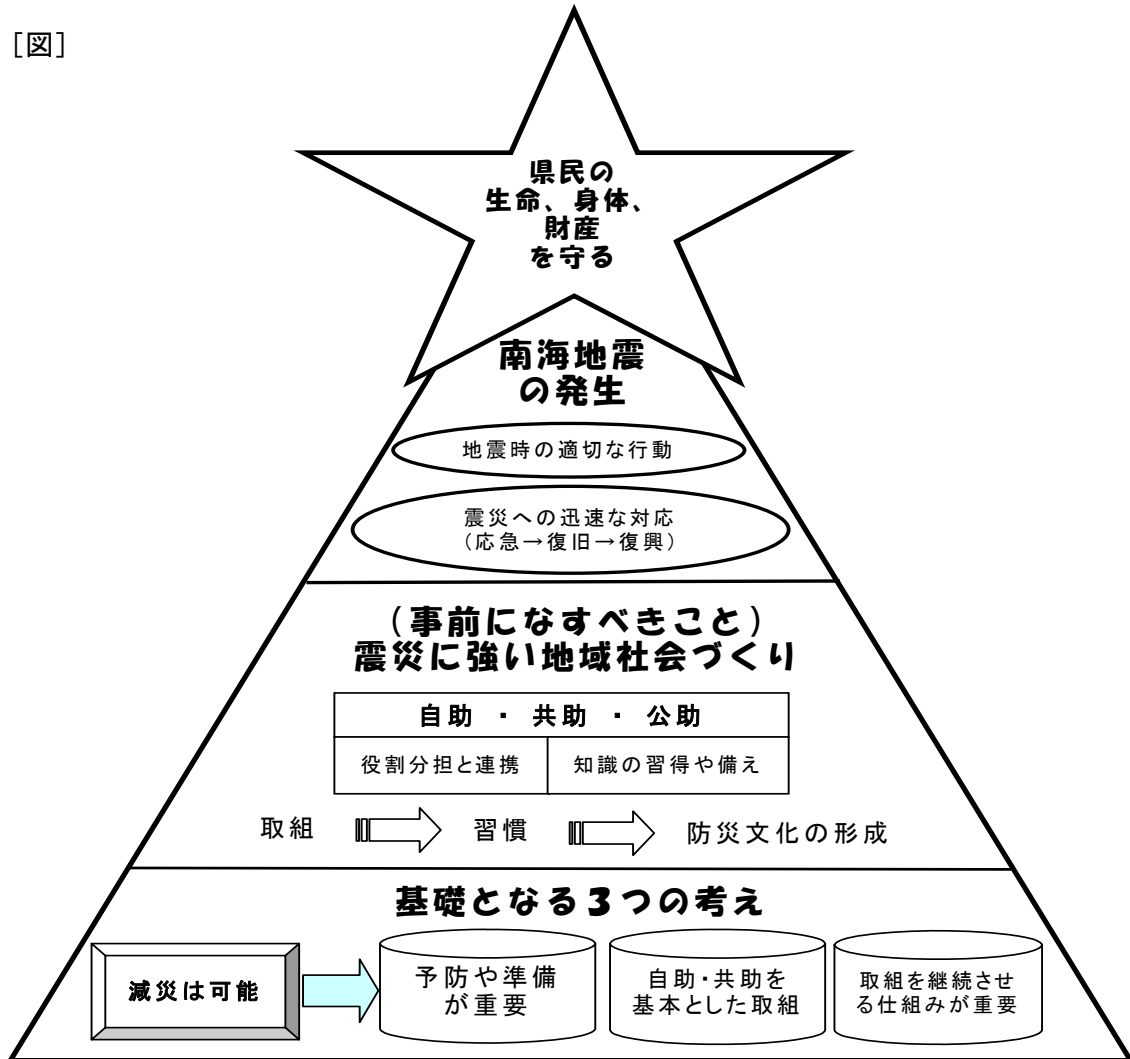 [図]
県民の
生命、身体、
財産
を守る
南海地震
の発生
地震時の適切な行動
震災への迅速な対応
(応急→復旧→復興)
(事前になすべきこと)
震災に強い地域社会づくり
自助 ・ 共助 ・ 公助
役割分担と連携 知識の習得や備え
取組 習慣 防災文化の形成
基礎となる3つの考え
減災は可能
予防や準備
が重要
自助・共助を
基本とした取組
取組を継続させ
る仕組みが重要